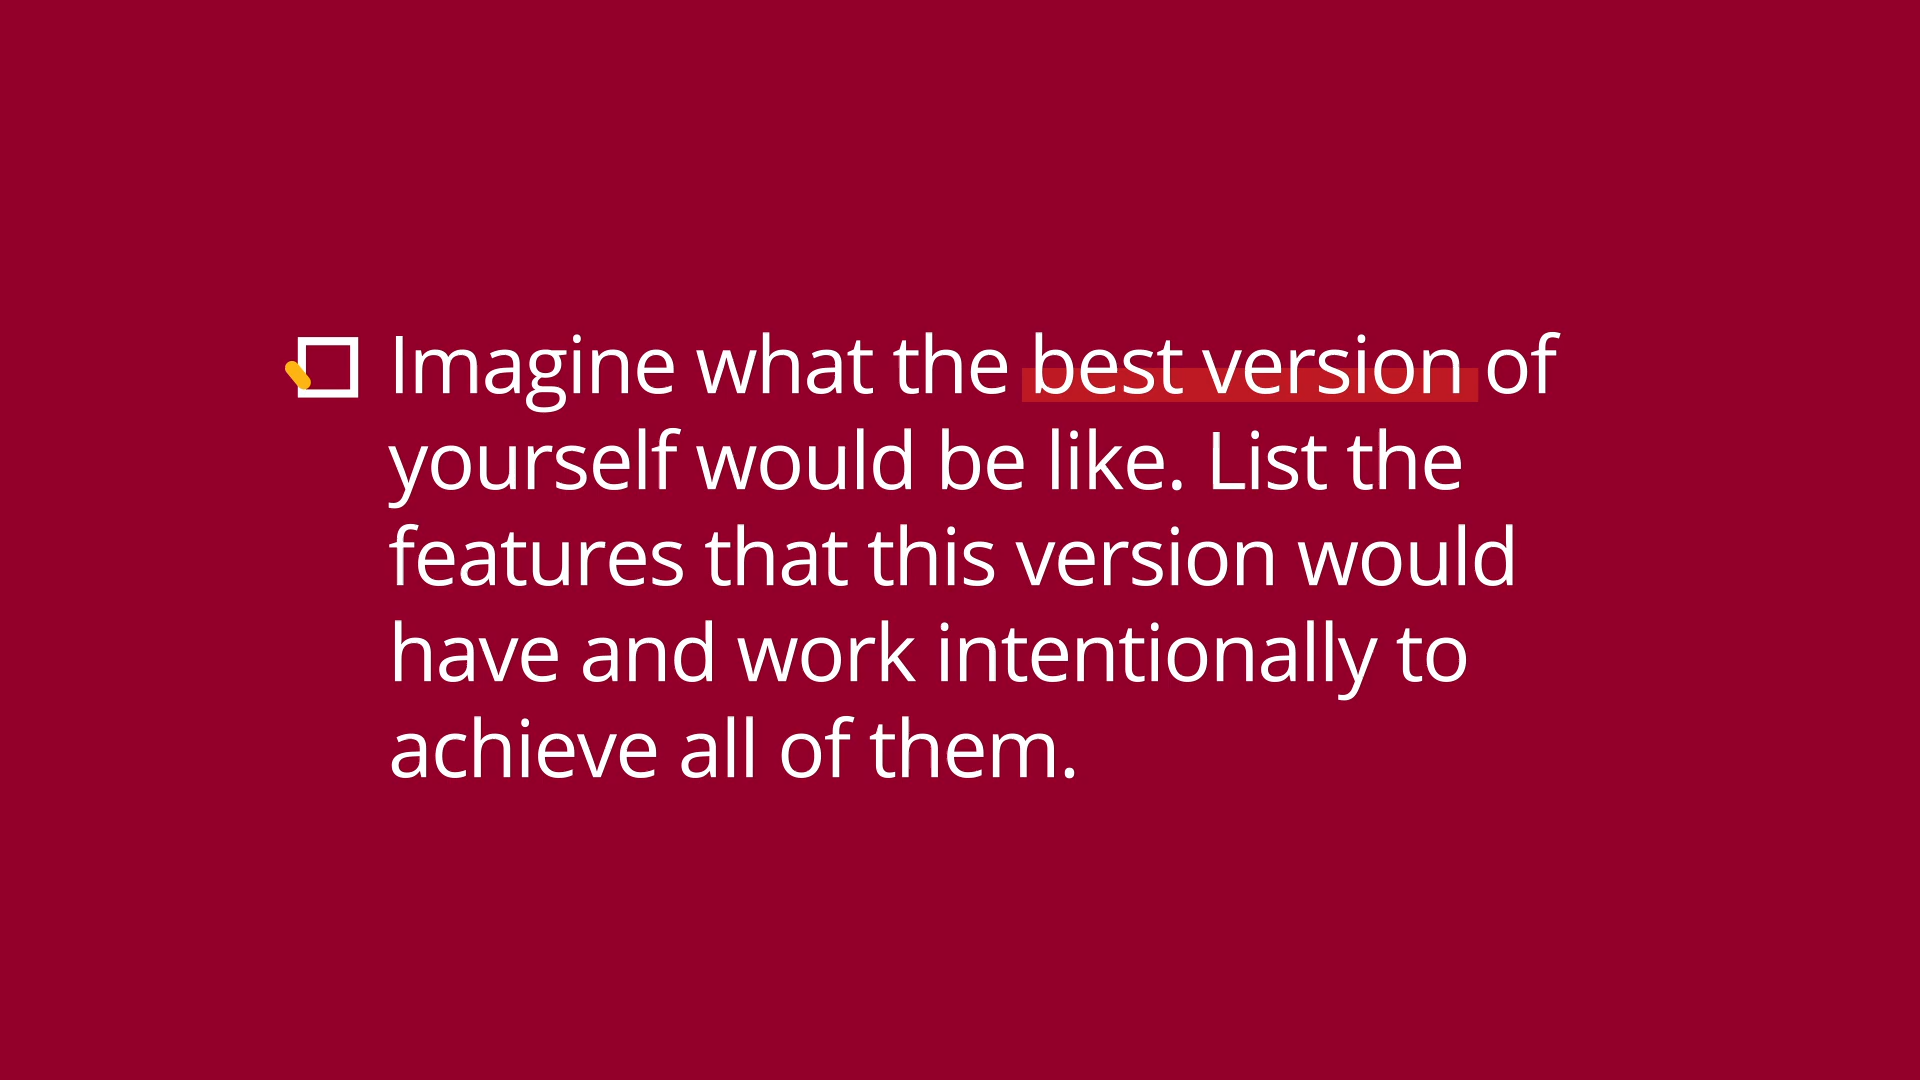 Imagine what the best version of
yourself would be like. List the
features that this version would
have and work intentionally to
achieve all of them.